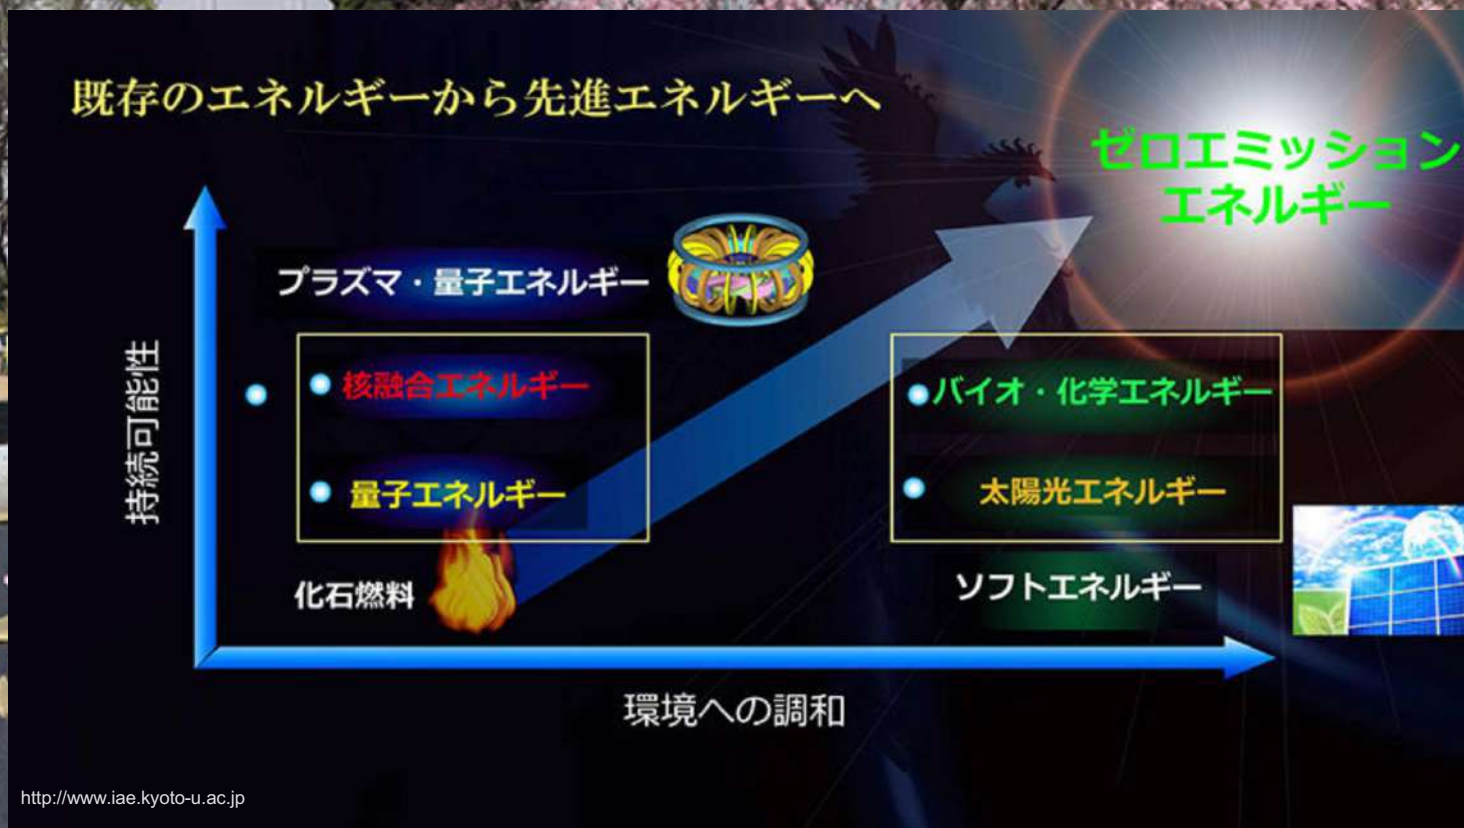 既存のエネルギーから先進エネルギーへ
ゼロエミッション
エネルギー
プラズマ・量子エネルギー
核融合エネルギー
量子エネルギー
化石燃料
バイオ・化学エネルギー
太陽光エネルギー
ソフトエネルギー
持続可能性
環境への調和
http://www.iae.kyoto-u.ac.jp